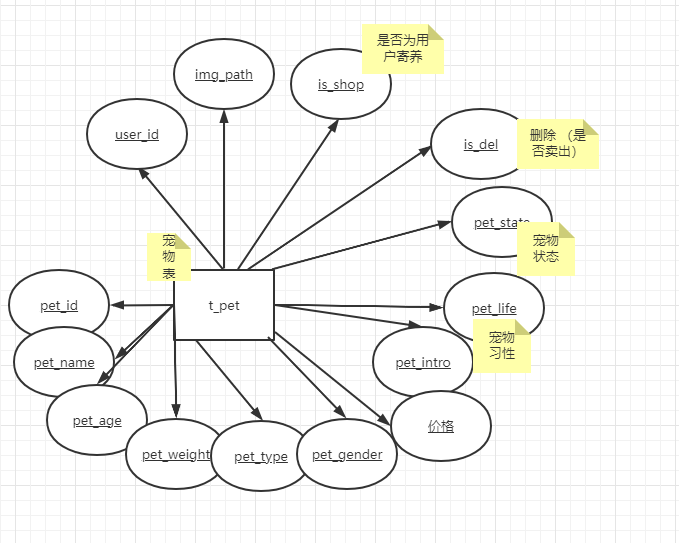 是否为用
户寄养
img_path
is_shop
user_id
is_del
删除 （是
否卖出）
pet_state
宠物
状态
宠
物
表
t_pet
pet_id
pet_life
宠物
习性
pet_name
pet_intro
pet_age
价格
pet_weight
pet_type
pet_gender